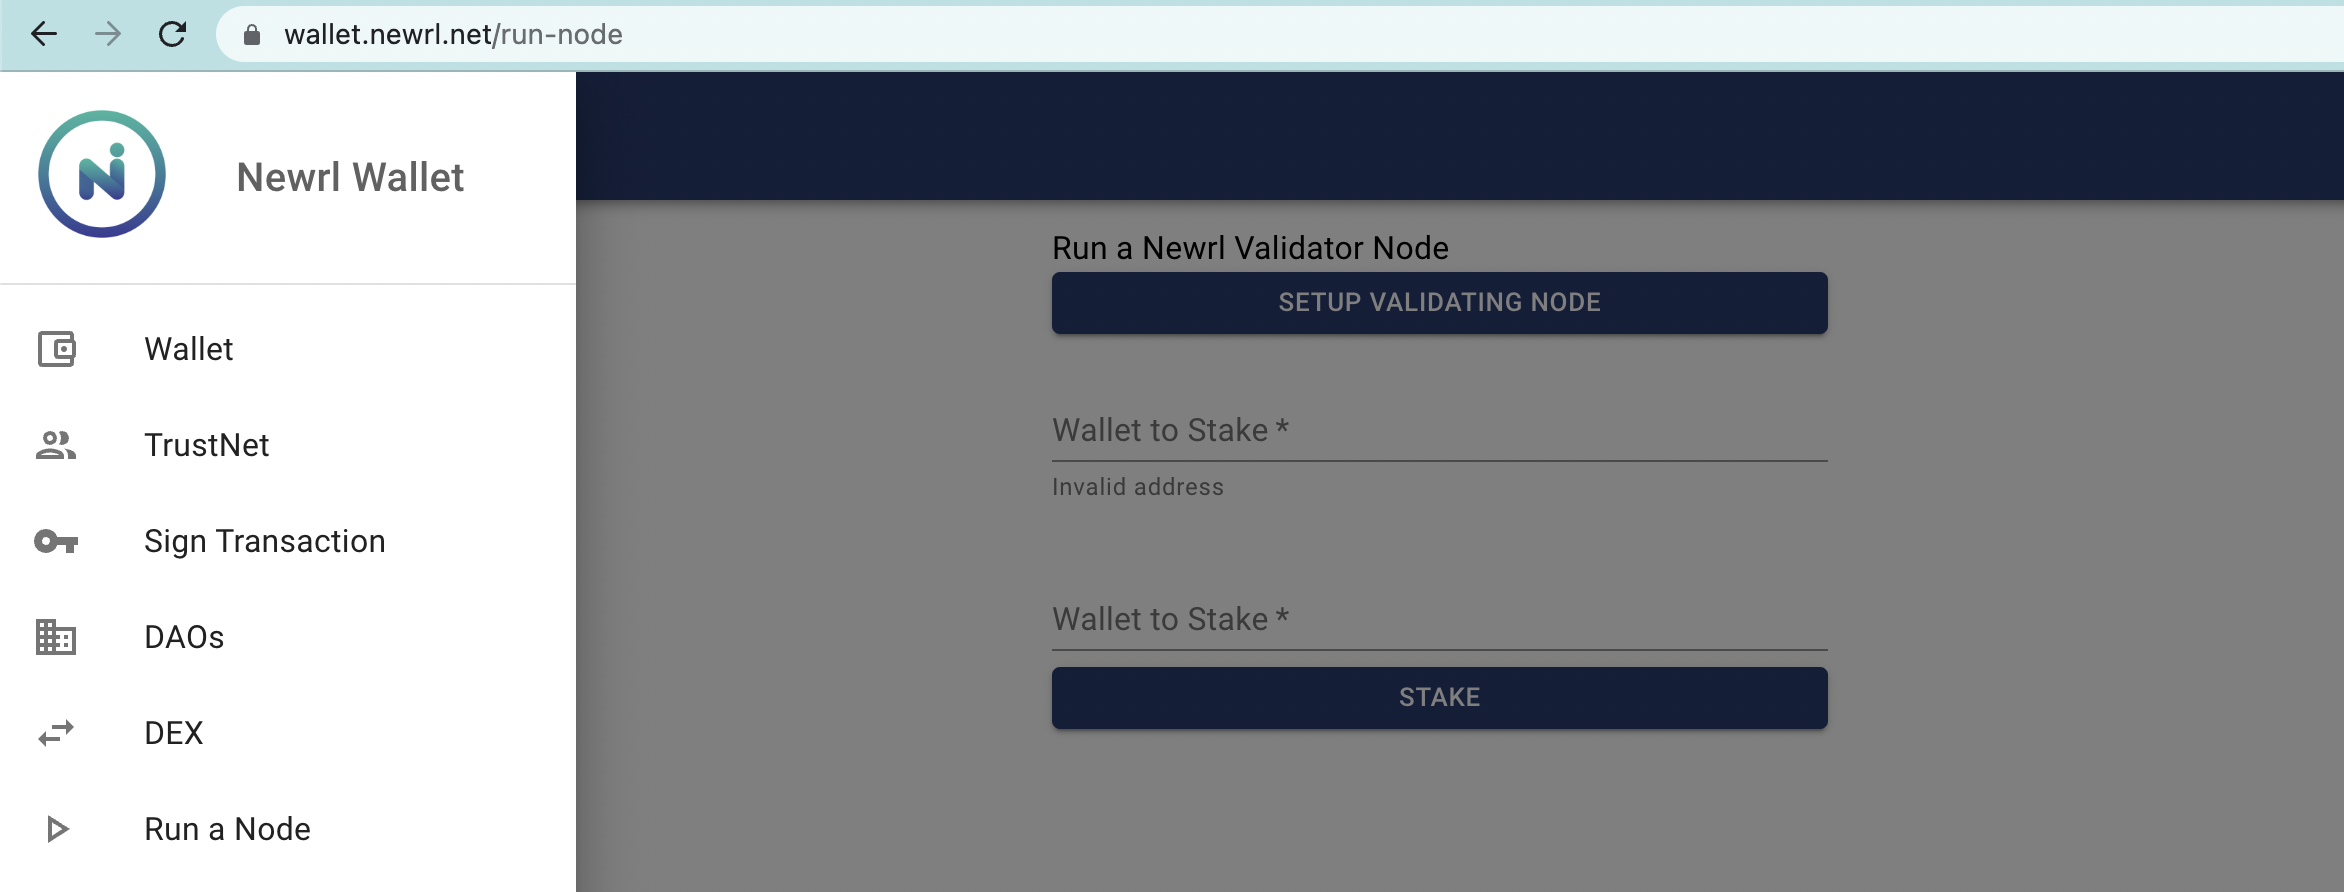 wallet.newrl.net/run-node
Newrl Wallet
Wallet
TrustNet
Sign Transaction
DAOs
DEX
Run a Node
Run a Newrl Validator Node
SETUP VALIDATING NODE
Wallet to Stake *
Invalid address
Wallet to Stake *
STAKE